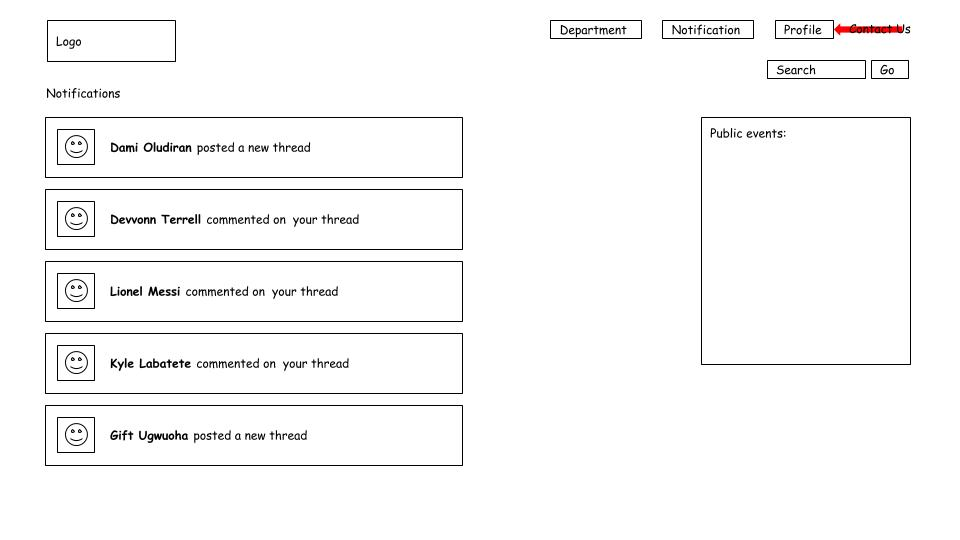 Logo
Department
Notification
Profile
Contact Us
Search
Go
Notifications
Dami Oludiran posted a new thread
Devvonn Terrell commented on  your thread
Lionel Messi commented on  your thread
Kyle Labatete commented on  your thread
Gift Ugwuoha posted a new thread
Public events: